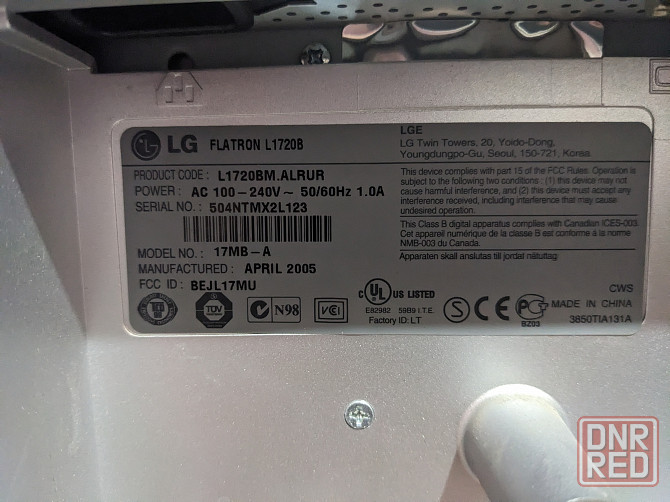 LG FLATRON L1720B
PRODUCT CODE: L1720BM.ALRUR
POWER: AC 100-240V~ 50/60Hz 1.0A
SERIAL NO.: 504NTMX2L123
MODEL NO.: 17MB-A
MANUFACTURED: APRIL 2005
FCC ID: BEJL17MU
TUV
N98
VCCI
LGE
LG Twin Towers, 20, Yoido-Dong,
Youngdungpo-Gu, Seoul, 150-721, Korea
This device complies with part 15 of the FCC Rules. Operation is
subject to the following two conditions : (1) this device may not
cause harmful interference, and (2) this device must accept any
interference received, including interference that may cause
undesired operation.
This Class B digital apparatus complies with Canadian ICES-003.
Cet appareil numérique de la classe B est conforme à la norme
NMB-003 du Canada.
Apparaten skall anslutas till jordat nätuttag
C UL US LISTED
E82982 59B9 I.T.E.
Factory ID: LT
S CE
BZ03
CWS
MADE IN CHINA
3850TIA131A
DNR
RED